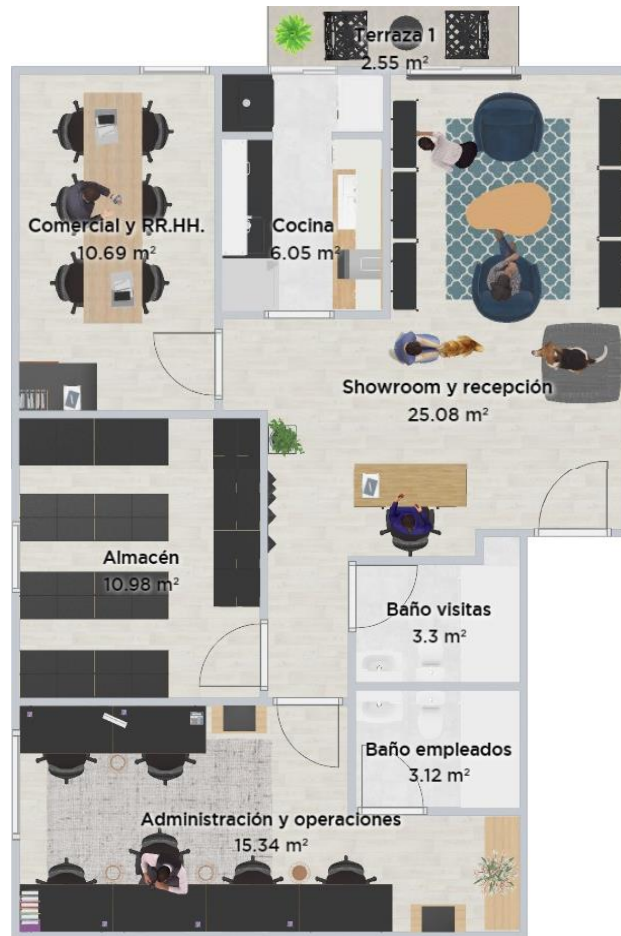 Terraza 1
2.55 m²
Comercial y RR.HH.
10.69 m²
Cocina
6.05 m²
Showroom y recepción
25.08 m²
Almacén
10.98 m²
Baño visitas
3.3 m²
Baño empleados
3.12 m²
Administración y operaciones
15.34 m²